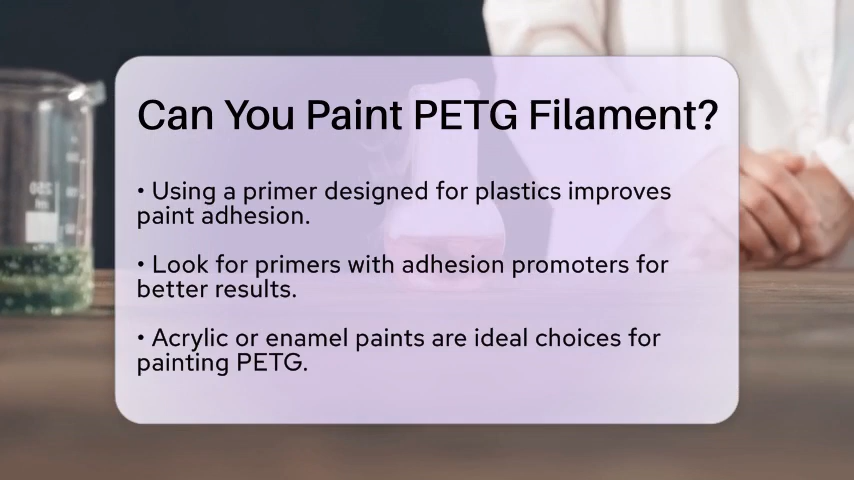 Can You Paint PETG Filament?
• Using a primer designed for plastics improves
paint adhesion.
• Look for primers with adhesion promoters for
better results.
• Acrylic or enamel paints are ideal choices for
painting PETG.